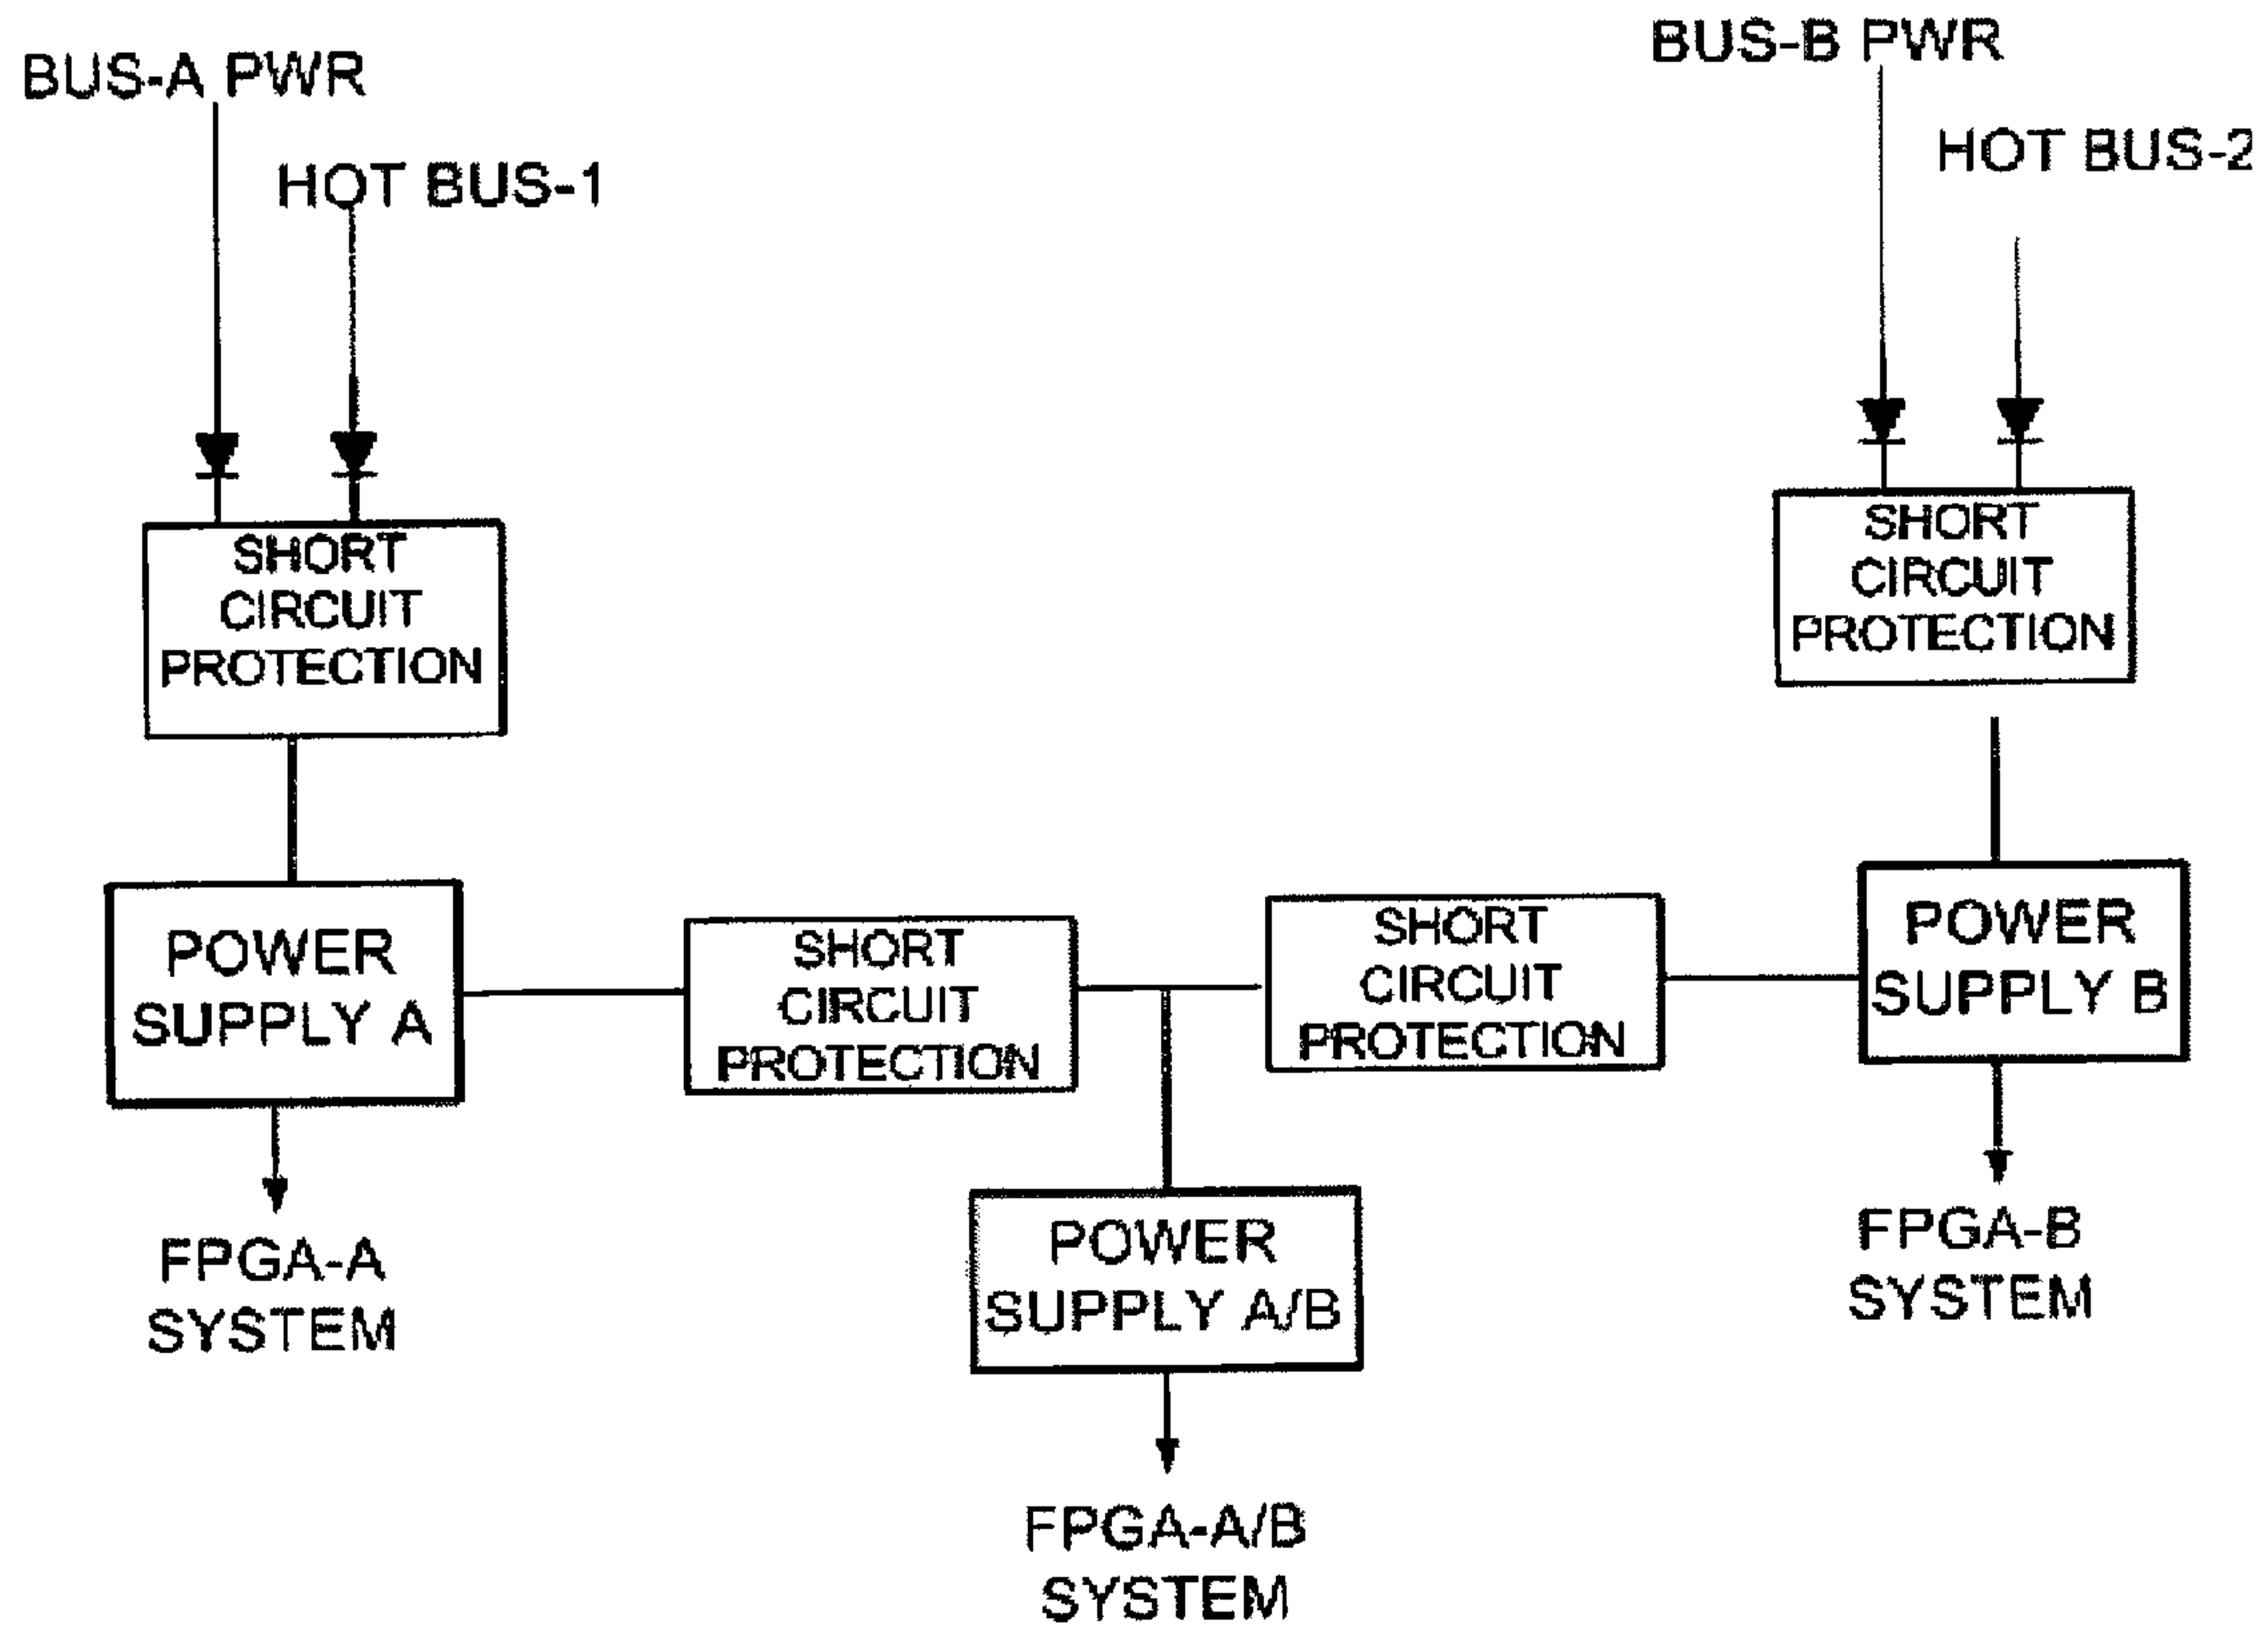 BUS-A PWR
BUS-B PWR
HOT BUS-1
HOT BUS-2
SHORT
CIRCUIT
PROTECTION
SHORT
CIRCUIT
PROTECTION
POWER
SUPPLY A
SHORT
CIRCUIT
PROTECTION
SHORT
CIRCUIT
PROTECTION
POWER
SUPPLY B
FPGA-A
SYSTEM
POWER
SUPPLY A/B
FPGA-B
SYSTEM
FPGA-A/B
SYSTEM